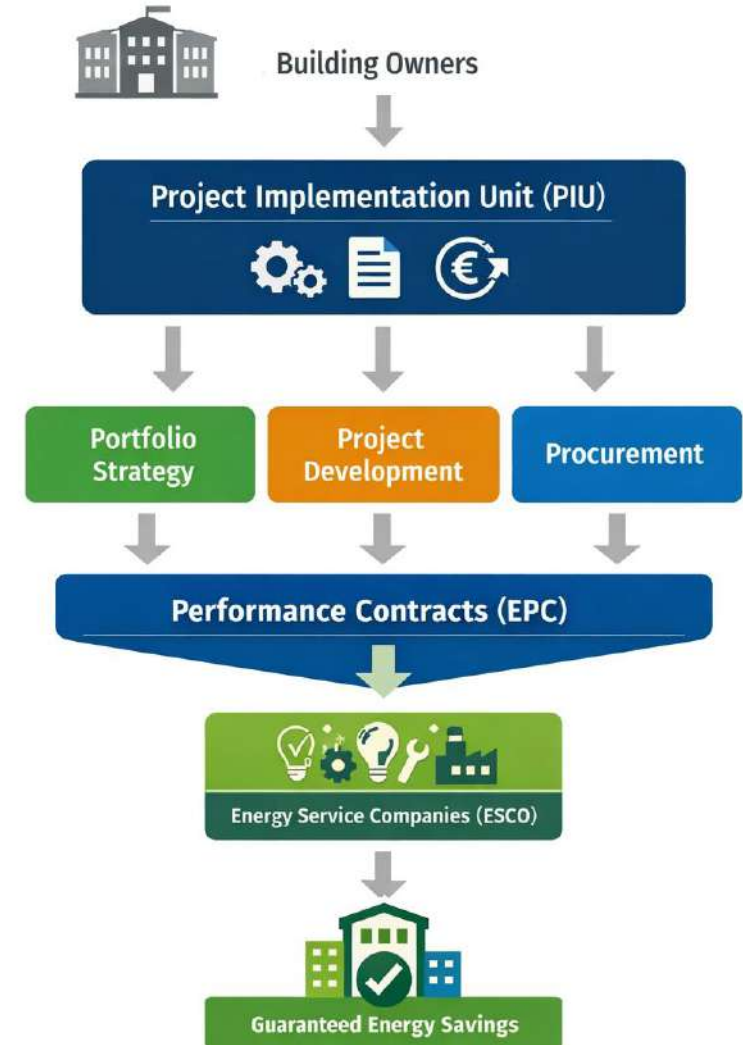 Building Owners
Project Implementation Unit (PIU)
€
Portfolio
Strategy
Project
Development
Procurement
Performance Contracts (EPC)
Energy Service Companies (ESCO)
Guaranteed Energy Savings